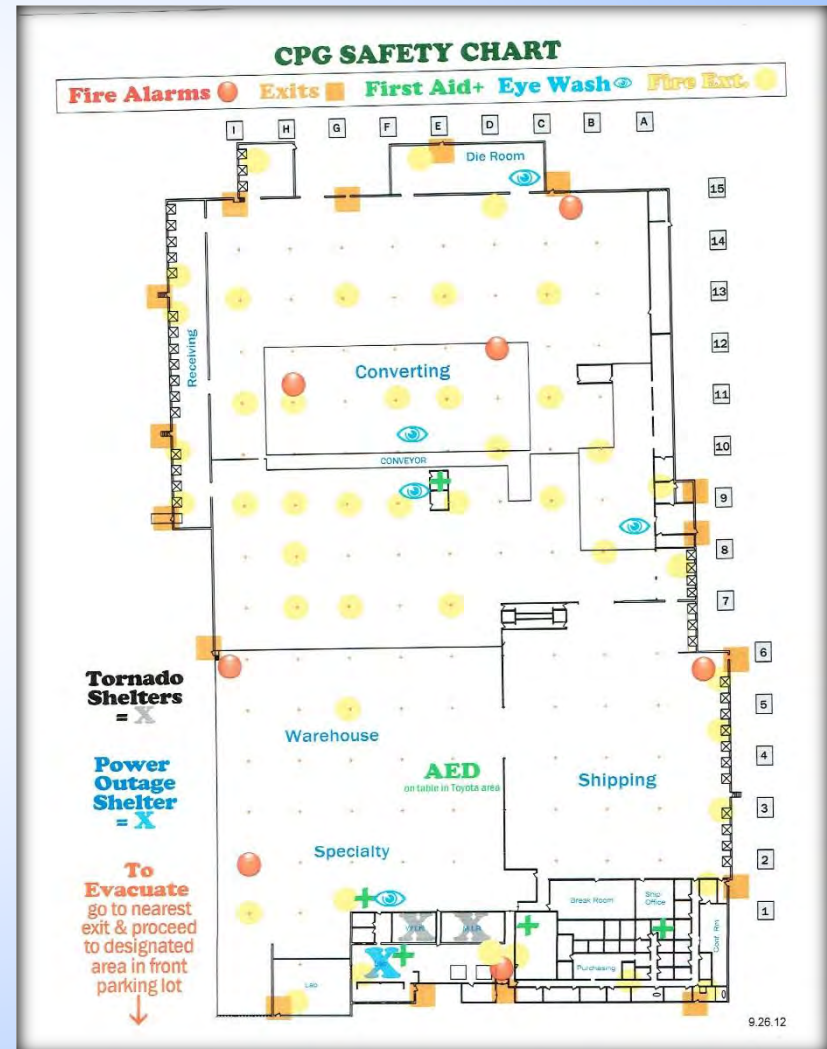 CPG SAFETY CHART
Fire Alarms Exits First Aid+ Eye Wash Fire Ext.
I H G F E D C B A
Die Room
15
14
13
12
11
10
9
8
7
6
5
4
3
2
1
Receiving
Converting
CONVEYOR
Tornado
Shelters
= X
Power
Outage
Shelter
= X
To
Evacuate
go to nearest
exit & proceed
to designated
area in front
parking lot
Warehouse
AED
on table in Toyota area
Shipping
Specialty
Break Room
Ship
Office
Conf. Rm
Purchasing
Lab
X
X
X
9.26.12